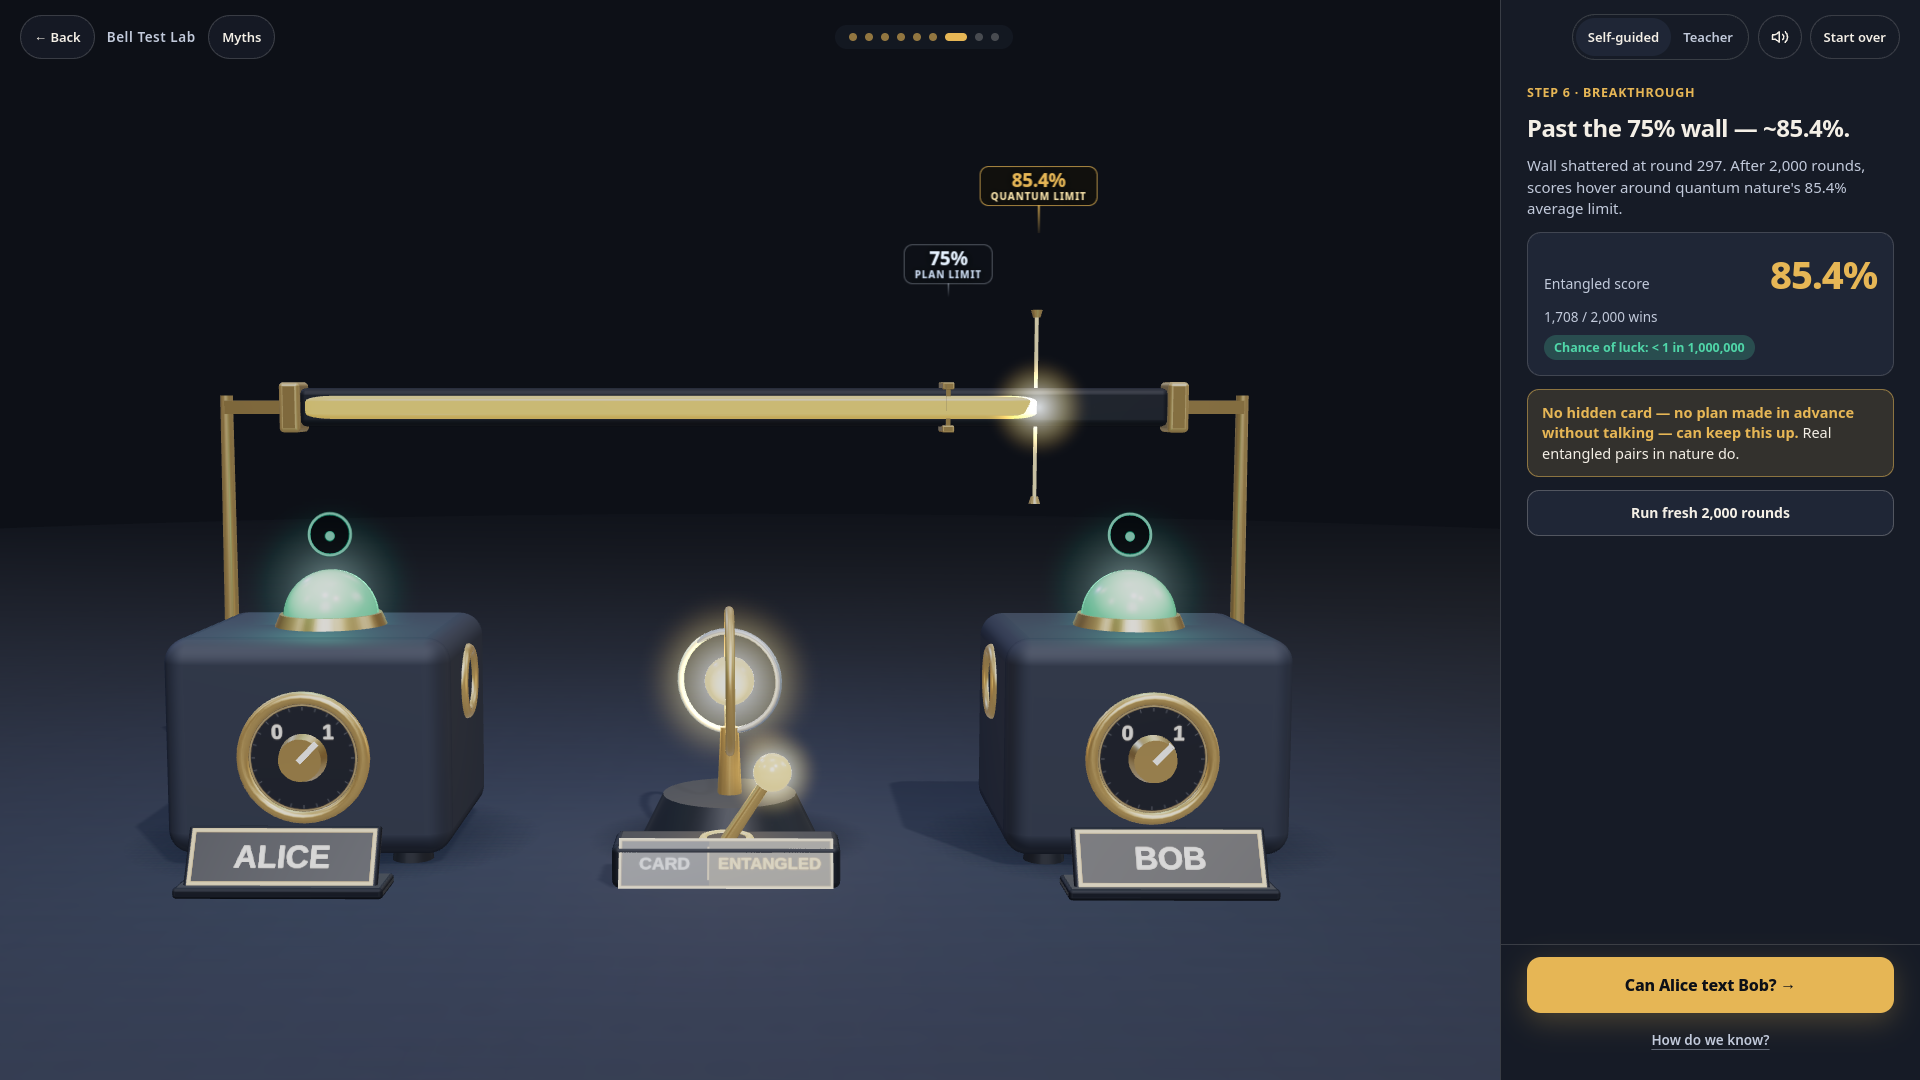 ← Back
Bell Test Lab
Myths
Self-guided
Teacher
Start over
STEP 6 · BREAKTHROUGH
Past the 75% wall — ~85.4%.
Wall shattered at round 297. After 2,000 rounds,
scores hover around quantum nature's 85.4%
average limit.
Entangled score
85.4%
1,708 / 2,000 wins
Chance of luck: < 1 in 1,000,000
No hidden card — no plan made in advance
without talking — can keep this up. Real
entangled pairs in nature do.
Run fresh 2,000 rounds
Can Alice text Bob? →
How do we know?
85.4%
QUANTUM LIMIT
75%
PLAN LIMIT
0 1
0 1
ALICE
CARD ENTANGLED
BOB